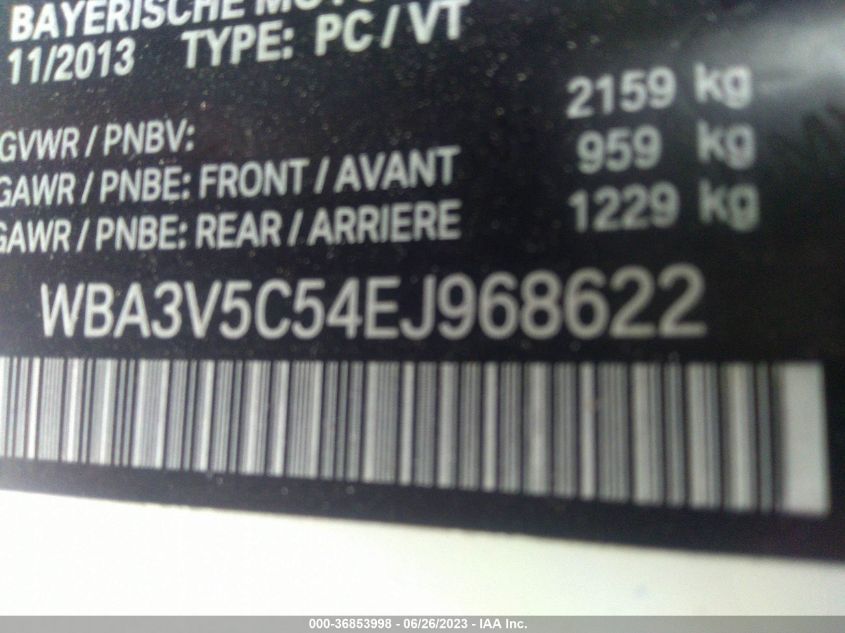 BAYERISCHE MOTO
11/2013 TYPE: PC / VT
GVWR / PNBV: 2159 kg
GAWR / PNBE: FRONT / AVANT 959 kg
GAWR / PNBE: REAR / ARRIERE 1229 kg
WBA3V5C54EJ968622
000-36853998 - 06/26/2023 - IAA Inc.